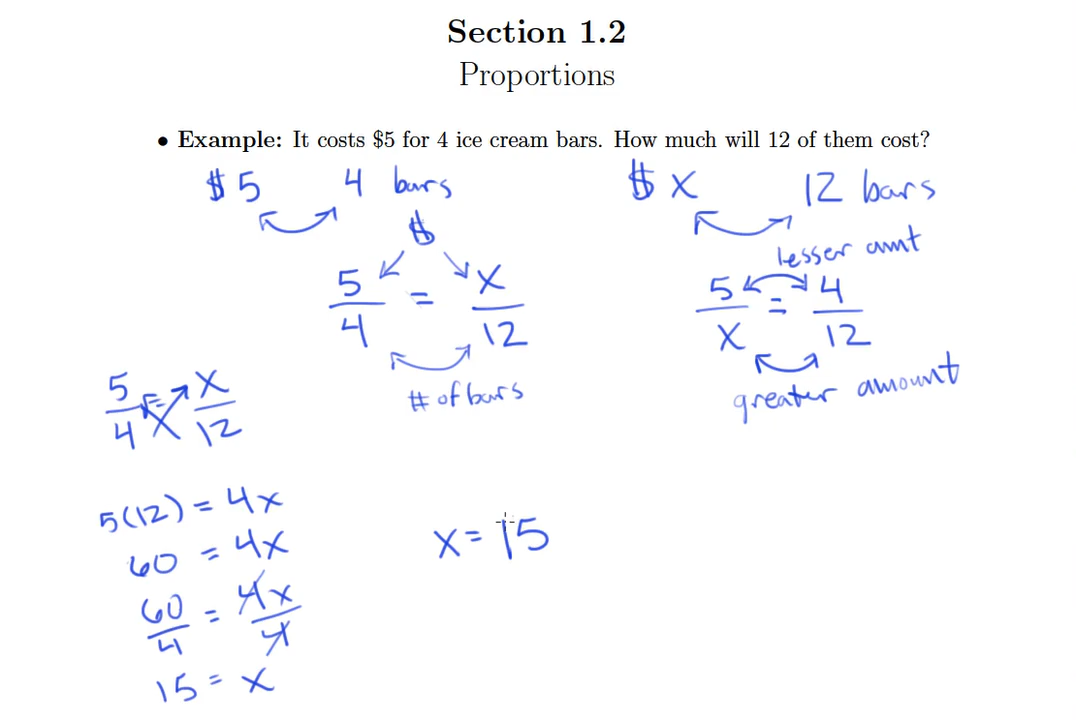 Section 1.2
Proportions
• Example: It costs $5 for 4 ice cream bars. How much will 12 of them cost?
$5 4 bars $ x 12 bars
$
lesser amt
5/4 = x/12 5/x = 4/12
# of bars greater amount
5/4 = x/12
5(12) = 4x
60 = 4x x = 15
60/4 = 4x/4
15 = x